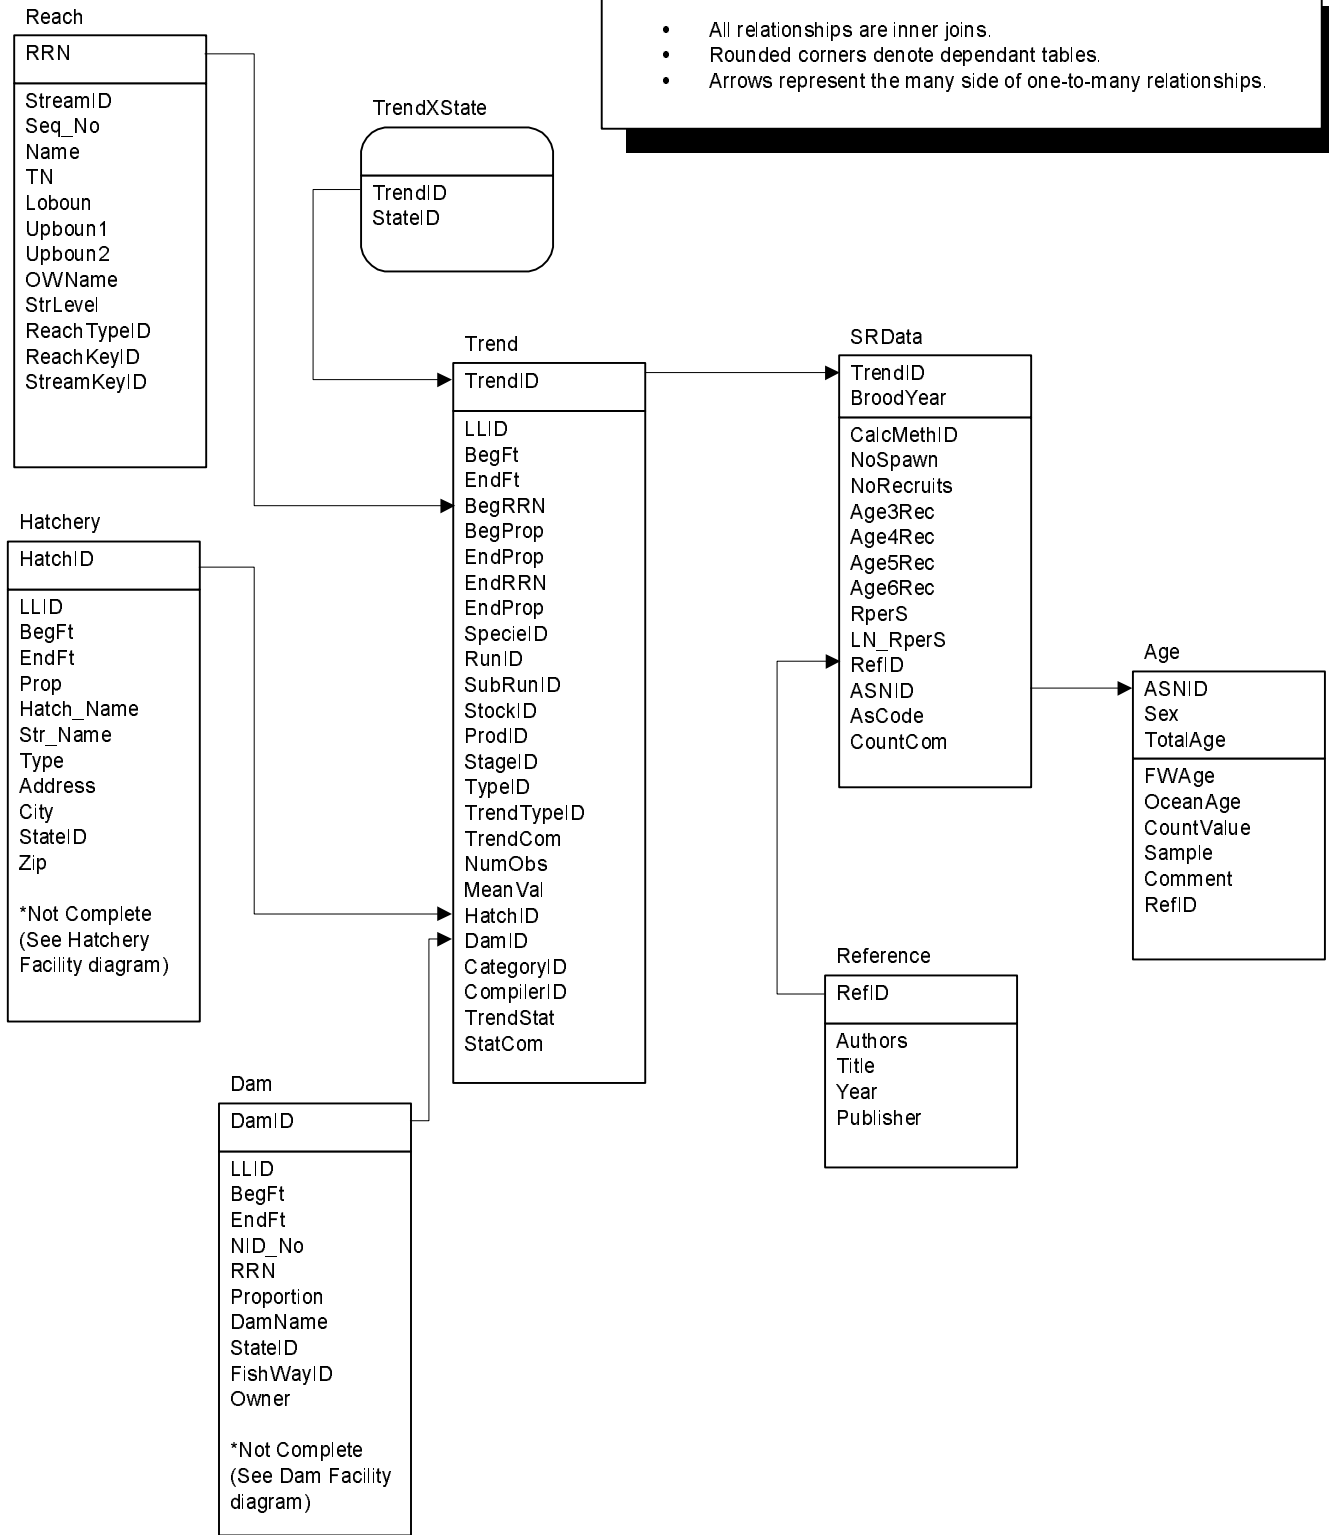 Reach
RRN
StreamID
Seq_No
Name
TN
Loboun
Upboun1
Upboun2
OWName
StrLevel
ReachTypeID
ReachKeyID
StreamKeyID
• All relationships are inner joins.
• Rounded corners denote dependant tables.
• Arrows represent the many side of one-to-many relationships.
TrendXState
TrendID
StateID
Trend
TrendID
LLID
BegFt
EndFt
BegRRN
BegProp
EndProp
EndRRN
EndProp
SpecieID
RunID
SubRunID
StockID
ProdID
StageID
TypeID
TrendTypeID
TrendCom
NumObs
MeanVal
HatchID
DamID
CategoryID
CompilerID
TrendStat
StatCom
SRData
TrendID
BroodYear
CalcMethID
NoSpawn
NoRecruits
Age3Rec
Age4Rec
Age5Rec
Age6Rec
RperS
LN_RperS
RefID
ASNID
AsCode
CountCom
Age
ASNID
Sex
TotalAge
FWAge
OceanAge
CountValue
Sample
Comment
RefID
Hatchery
HatchID
LLID
BegFt
EndFt
Prop
Hatch_Name
Str_Name
Type
Address
City
StateID
Zip
*Not Complete
(See Hatchery
Facility diagram)
Reference
RefID
Authors
Title
Year
Publisher
Dam
DamID
LLID
BegFt
EndFt
NID_No
RRN
Proportion
DamName
StateID
FishWayID
Owner
*Not Complete
(See Dam Facility
diagram)